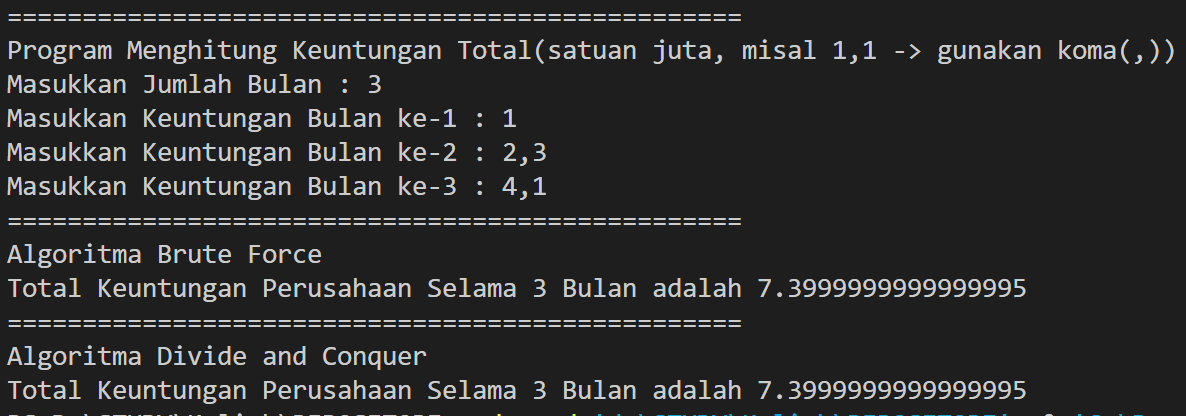 =================================================
Program Menghitung Keuntungan Total(satuan juta, misal 1,1 -> gunakan koma(,))
Masukkan Jumlah Bulan : 3
Masukkan Keuntungan Bulan ke-1 : 1
Masukkan Keuntungan Bulan ke-2 : 2,3
Masukkan Keuntungan Bulan ke-3 : 4,1
=================================================
Algoritma Brute Force
Total Keuntungan Perusahaan Selama 3 Bulan adalah 7.3999999999999995
=================================================
Algoritma Divide and Conquer
Total Keuntungan Perusahaan Selama 3 Bulan adalah 7.3999999999999995